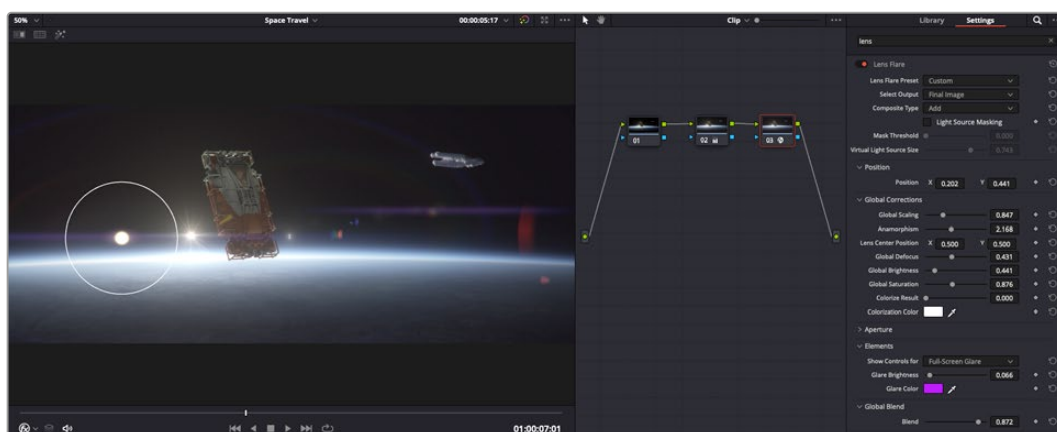 50%
Space Travel
00:00:05:17
Clip
Library
Settings
lens
Lens Flare
Lens Flare Preset Custom
Select Output Final Image
Composite Type Add
Light Source Masking
Mask Threshold 0.000
Virtual Light Source Size 0.743
Position
Position X 0.202 Y 0.441
Global Corrections
Global Scaling 0.847
Anamorphism 2.168
Lens Center Position X 0.500 Y 0.500
Global Defocus 0.431
Global Brightness 0.441
Global Saturation 0.876
Colorize Result 0.000
Colorization Color
Aperture
Elements
Show Controls for Full-Screen Glare
Glare Brightness 0.066
Glare Color
Global Blend
Blend 0.872
01
02
03
01:00:07:01